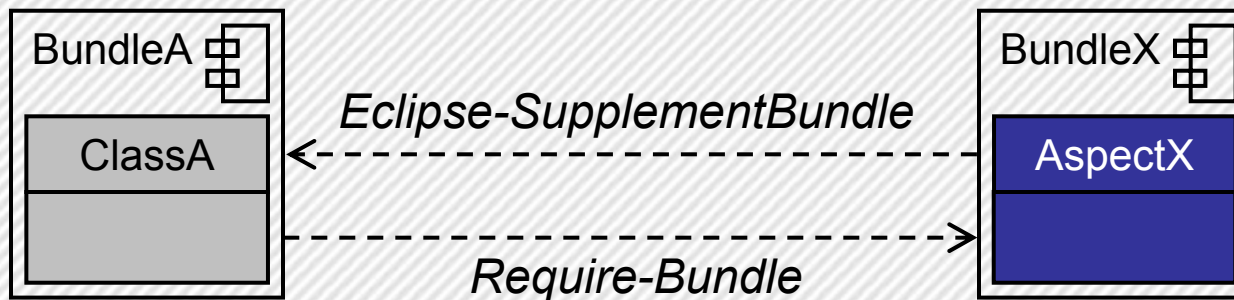 BundleA
BundleX
Eclipse-SupplementBundle
ClassA
AspectX
Require-Bundle